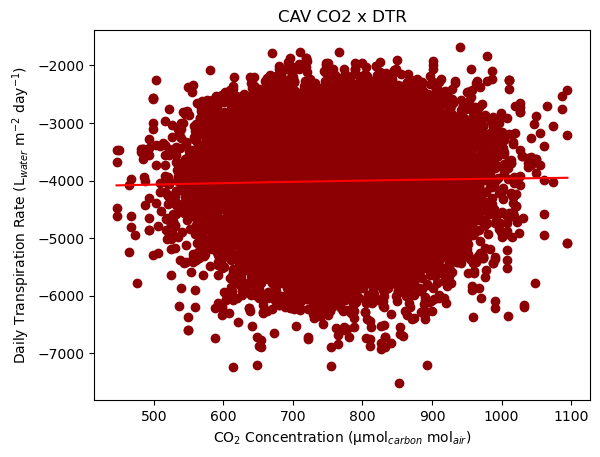 CAV CO2 x DTR
Daily Transpiration Rate (L_water m⁻² day⁻¹)
−2000
−3000
−4000
−5000
−6000
−7000
500 600 700 800 900 1000 1100
CO₂ Concentration (μmol_carbon mol_air)